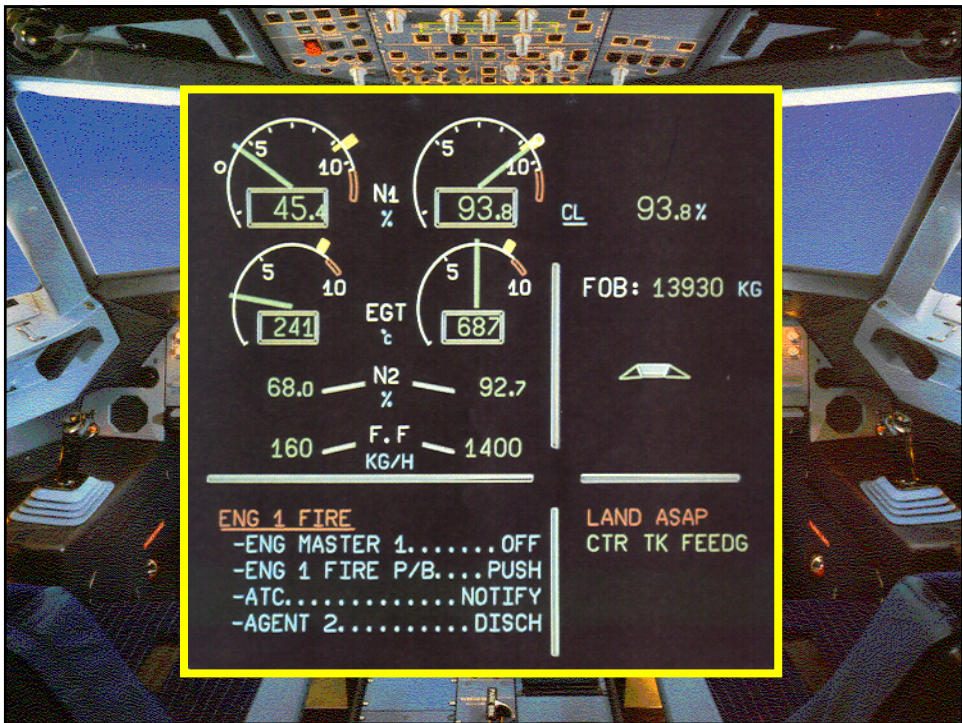 5 5
0 10 10
45.4 N1 % 93.8 CL 93.8%
5 5
10 10 FOB: 13930 KG
241 EGT °C 687
68.0 N2 % 92.7
160 F.F KG/H 1400
ENG 1 FIRE LAND ASAP
-ENG MASTER 1.......OFF CTR TK FEEDG
-ENG 1 FIRE P/B....PUSH
-ATC.............NOTIFY
-AGENT 2..........DISCH